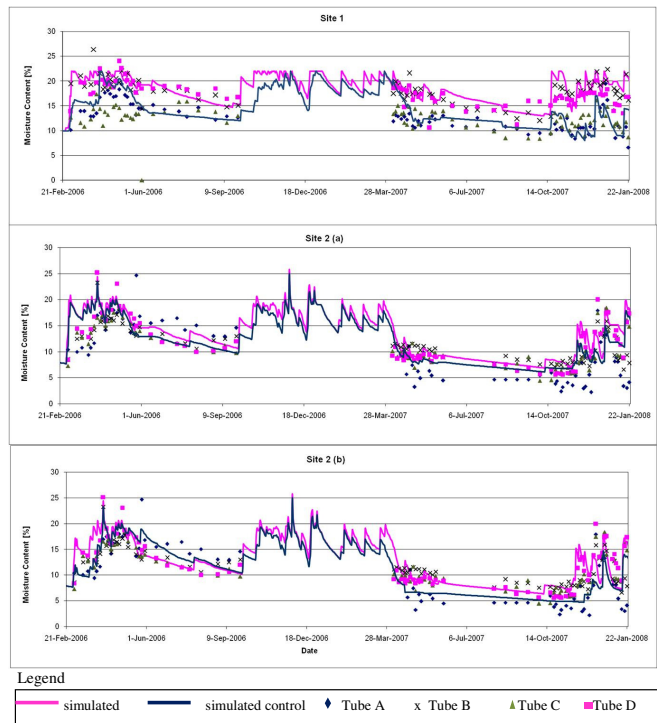 Site 1
Moisture Content [%]
30
25
20
15
10
5
0
21-Feb-2006 1-Jun-2006 9-Sep-2006 18-Dec-2006 28-Mar-2007 6-Jul-2007 14-Oct-2007 22-Jan-2008
Site 2 (a)
Moisture Content [%]
30
25
20
15
10
5
0
21-Feb-2006 1-Jun-2006 9-Sep-2006 18-Dec-2006 28-Mar-2007 6-Jul-2007 14-Oct-2007 22-Jan-2008
Site 2 (b)
Moisture Content [%]
30
25
20
15
10
5
0
21-Feb-2006 1-Jun-2006 9-Sep-2006 18-Dec-2006 28-Mar-2007 6-Jul-2007 14-Oct-2007 22-Jan-2008
Date
Legend
simulated simulated control Tube A x Tube B Tube C Tube D